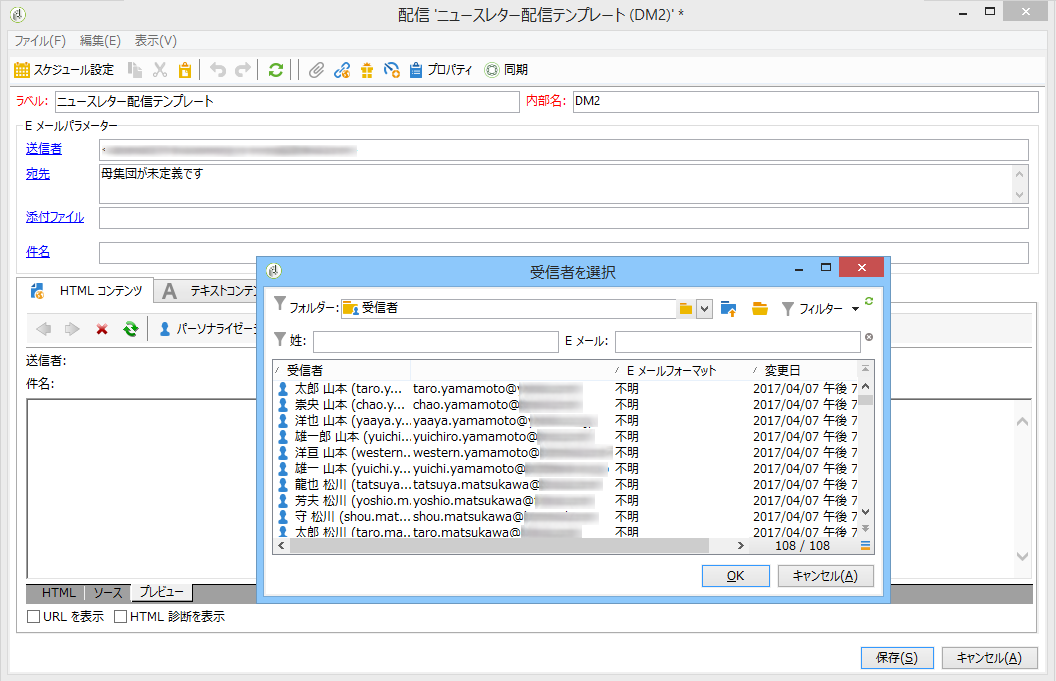 配信 'ニュースレター配信テンプレート (DM2)' *
ファイル(F) 編集(E) 表示(V)
スケジュール設定 プロパティ 同期
ラベル: ニュースレター配信テンプレート 内部名: DM2
E メールパラメーター
送信者
宛先 母集団が未定義です
添付ファイル
件名
HTML コンテンツ テキストコンテン
パーソナライゼー
送信者:
件名:
HTML ソース プレビュー
URL を表示 HTML 診断を表示
保存(S) キャンセル(A)
受信者を選択
フォルダー: 受信者 フィルター
姓: E メール:
受信者 E メールフォーマット 変更日
太郎 山本 (taro.y... taro.yamamoto@ 不明 2017/04/07 午後 7
崇央 山本 (chao.y... chao.yamamoto@ 不明 2017/04/07 午後 7
洋也 山本 (yaaya.y... yaaya.yamamoto@ 不明 2017/04/07 午後 7
雄一郎 山本 (yuichi... yuichiro.yamamoto@ 不明 2017/04/07 午後 7
洋亘 山本 (western... western.yamamoto@ 不明 2017/04/07 午後 7
雄一 山本 (yuichi.y... yuichi.yamamoto@ 不明 2017/04/07 午後 7
龍也 松川 (tatsuya... tatsuya.matsukawa@ 不明 2017/04/07 午後 7
芳夫 松川 (yoshio.m... yoshio.matsukawa@ 不明 2017/04/07 午後 7
守 松川 (shou.mat... shou.matsukawa@ 不明 2017/04/07 午後 7
太郎 松川 (taro.ma... taro.matsukawa@ 不明 2017/04/07 午後 7
108 / 108
OK キャンセル(A)